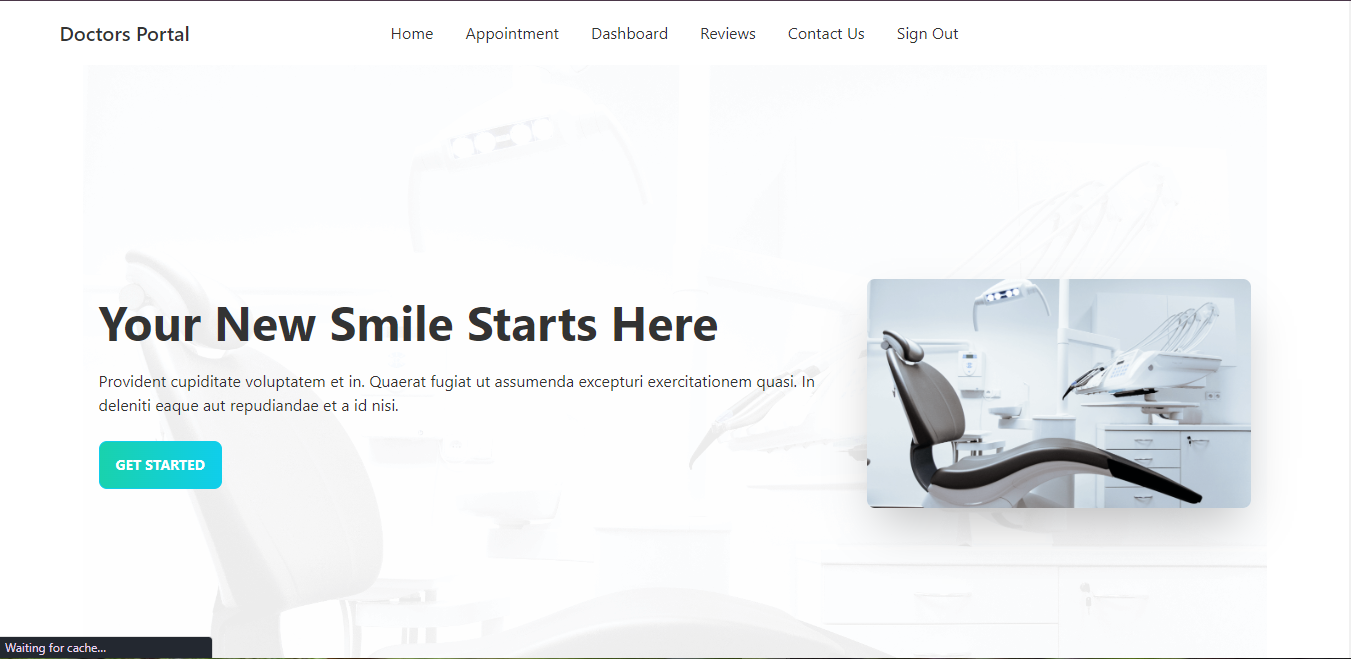 Doctors Portal
Home
Appointment
Dashboard
Reviews
Contact Us
Sign Out
Your New Smile Starts Here
Provident cupiditate voluptatem et in. Quaerat fugiat ut assumenda excepturi exercitationem quasi. In
deleniti eaque aut repudiandae et a id nisi.
GET STARTED
Waiting for cache...